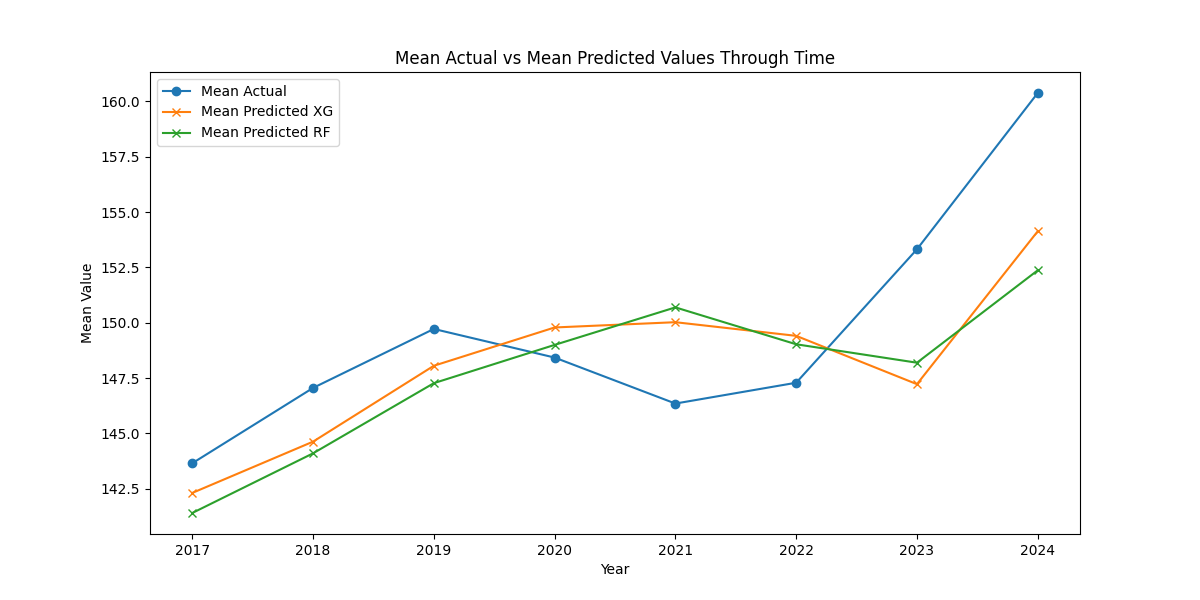 Mean Actual vs Mean Predicted Values Through Time
Mean Actual
Mean Predicted XG
Mean Predicted RF
Mean Value
160.0
157.5
155.0
152.5
150.0
147.5
145.0
142.5
2017 2018 2019 2020 2021 2022 2023 2024
Year